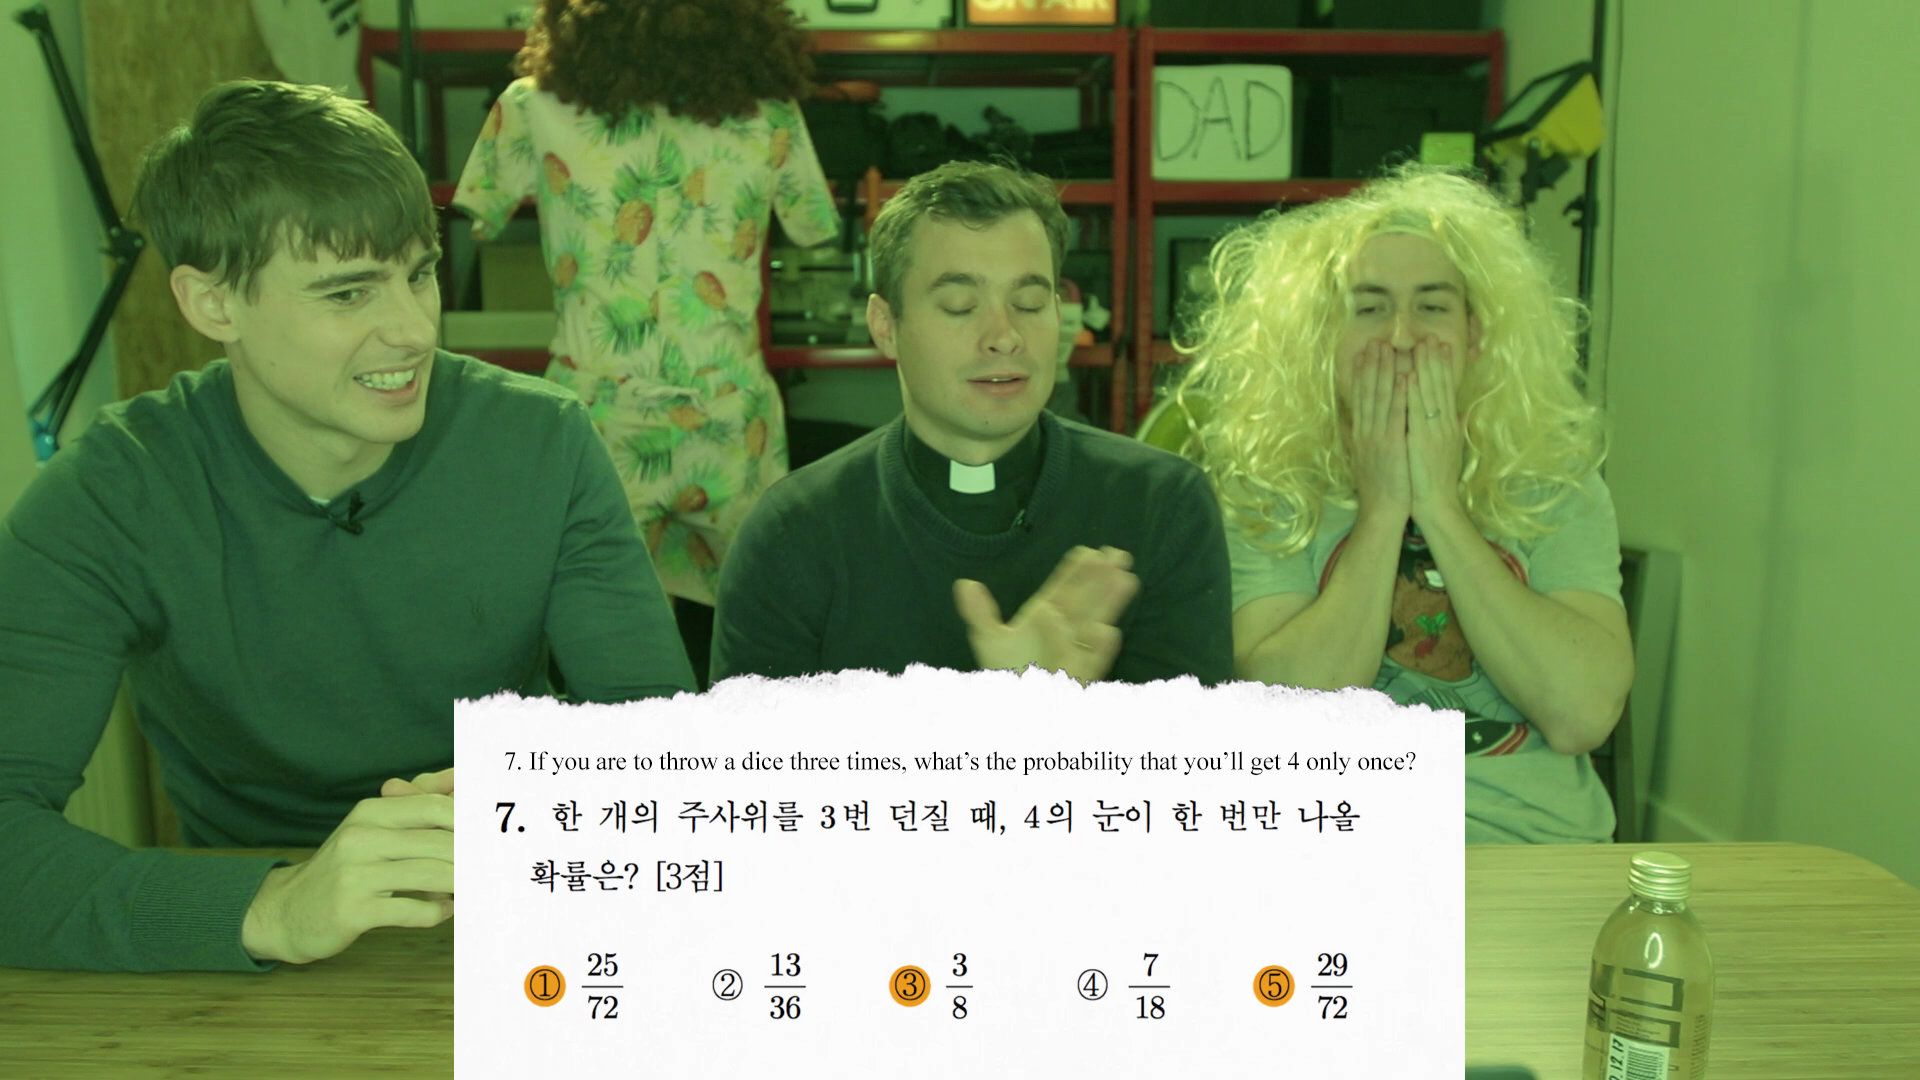 ON AIR
DAD
7. If you are to throw a dice three times, what's the probability that you'll get 4 only once?
7. 한 개의 주사위를 3번 던질 때, 4의 눈이 한 번만 나올
확률은? [3점]
① 25/72 ② 13/36 ③ 3/8 ④ 7/18 ⑤ 29/72